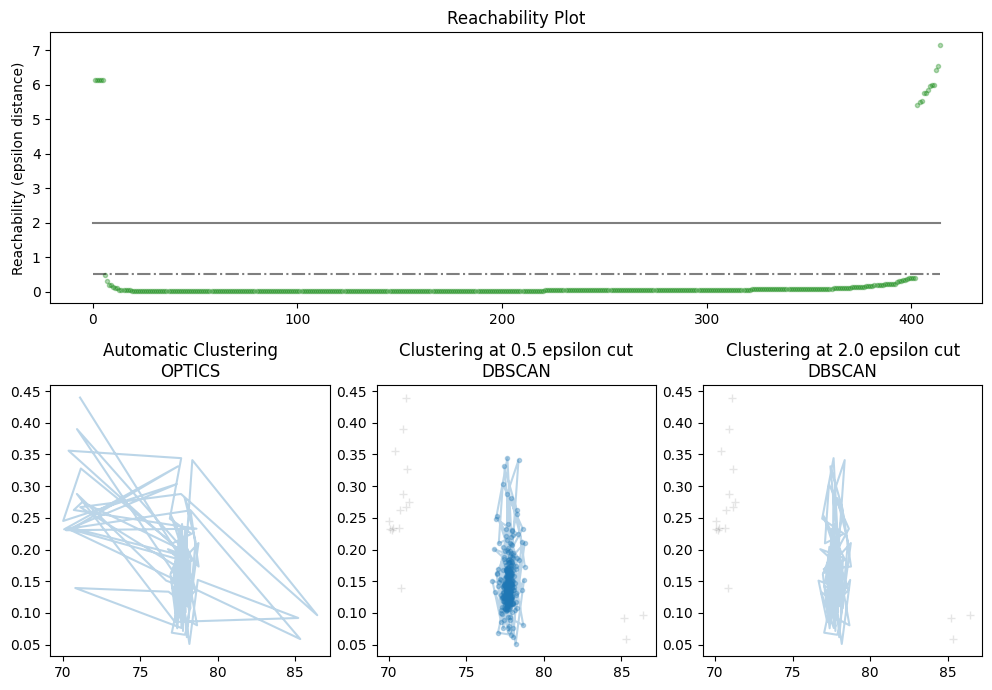 Reachability Plot
Reachability (epsilon distance)
7
6
5
4
3
2
1
0
0 100 200 300 400
Automatic Clustering
OPTICS
0.45
0.40
0.35
0.30
0.25
0.20
0.15
0.10
0.05
70 75 80 85
Clustering at 0.5 epsilon cut
DBSCAN
0.45
0.40
0.35
0.30
0.25
0.20
0.15
0.10
0.05
70 75 80 85
Clustering at 2.0 epsilon cut
DBSCAN
0.45
0.40
0.35
0.30
0.25
0.20
0.15
0.10
0.05
70 75 80 85